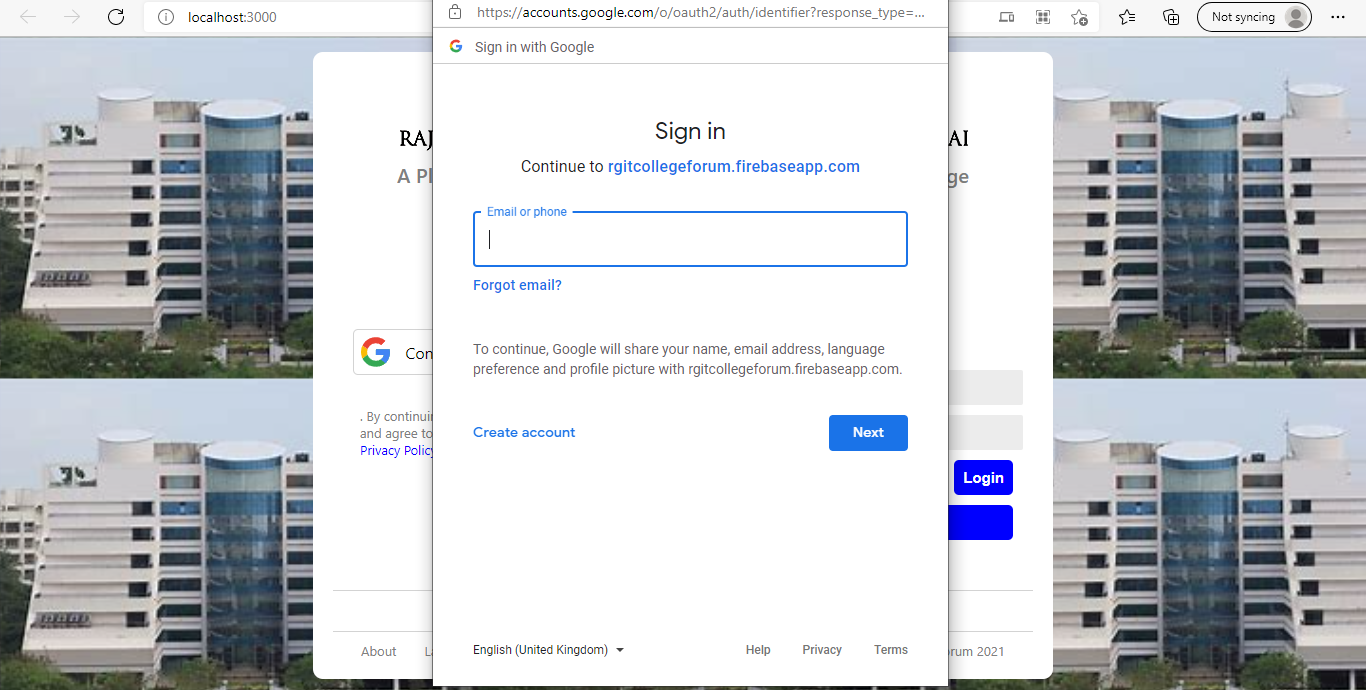 localhost:3000
https://accounts.google.com/o/oauth2/auth/identifier?response_type=...
Not syncing
Sign in with Google
Sign in
Continue to rgitcollegeforum.firebaseapp.com
Email or phone
Forgot email?
To continue, Google will share your name, email address, language
preference and profile picture with rgitcollegeforum.firebaseapp.com.
Create account
Next
English (United Kingdom)
Help
Privacy
Terms
RAJ
AI
A Pl
ge
Con
. By continuin
and agree to
Privacy Policy
Login
About
orum 2021